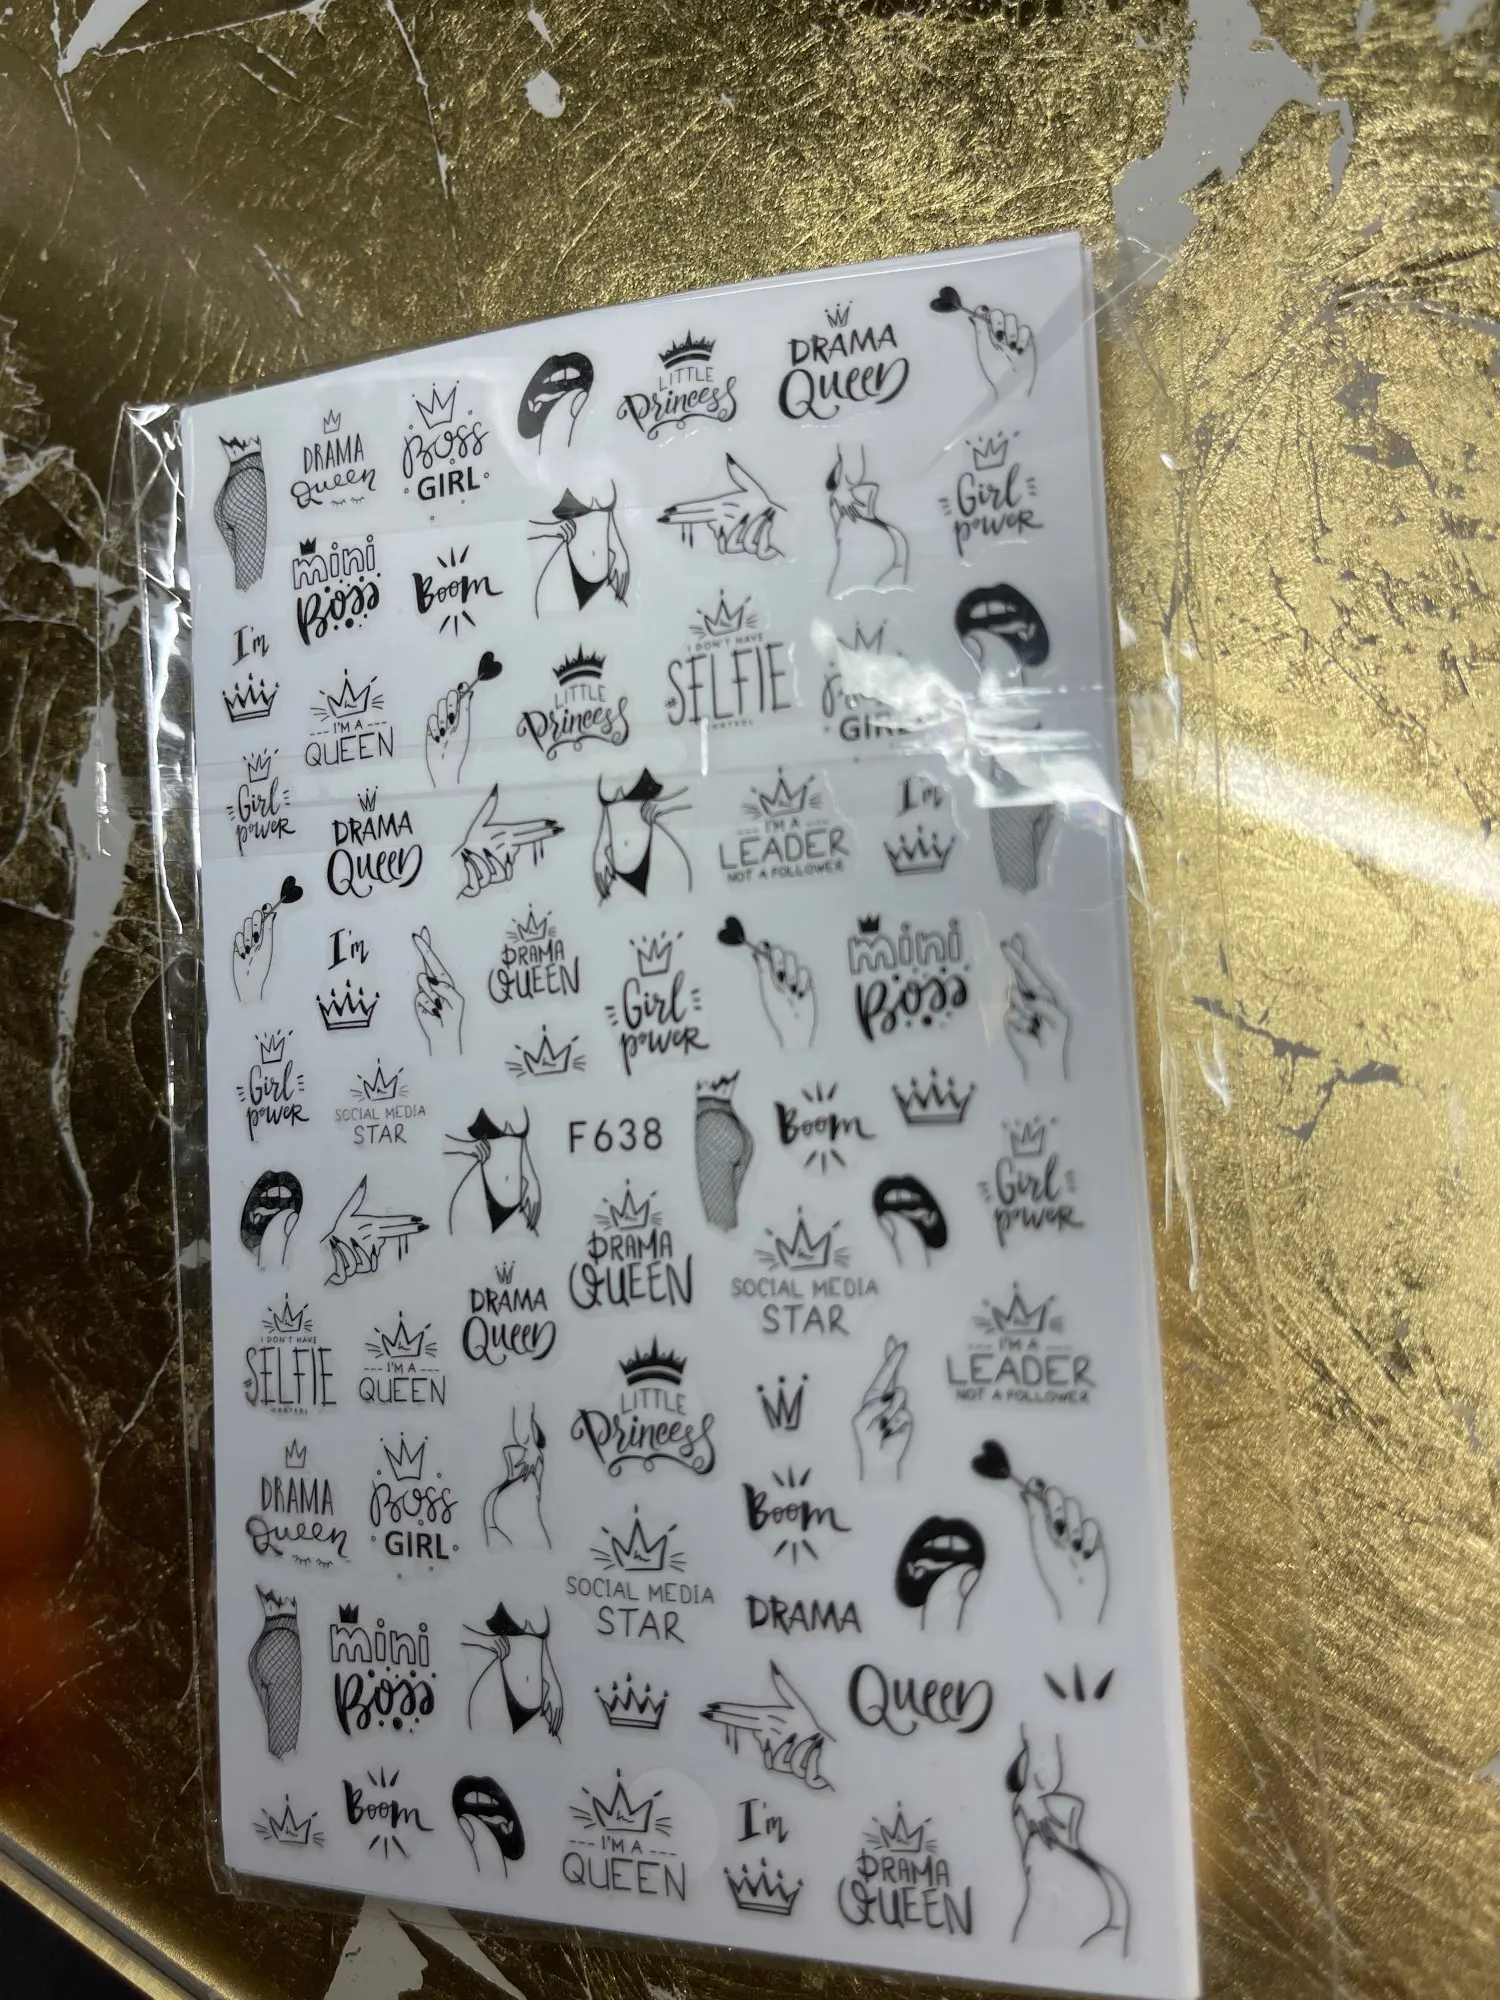 DRAMA
Queen
LITTLE
Princess
BOSS
GIRL
DRAMA
Queen
Girl
power
mini
Boss
Boom
I'm
I DON'T HAVE
#SELFIE
CONTROL
LITTLE
Princess
GIRL
I'M A
QUEEN
Girl
power
DRAMA
Queen
I'M A
LEADER
NOT A FOLLOWER
I'm
I'm
DRAMA
QUEEN
Girl
power
mini
Boss
Girl
power
SOCIAL MEDIA
STAR
F638
Boom
Girl
power
DRAMA
QUEEN
SOCIAL MEDIA
STAR
I DON'T HAVE
#SELFIE
CONTROL
I'M A
QUEEN
DRAMA
Queen
I'M A
LEADER
NOT A FOLLOWER
LITTLE
Princess
DRAMA
Queen
BOSS
GIRL
Boom
SOCIAL MEDIA
STAR
DRAMA
mini
Boss
Queen
Boom
I'M A
QUEEN
I'm
DRAMA
QUEEN